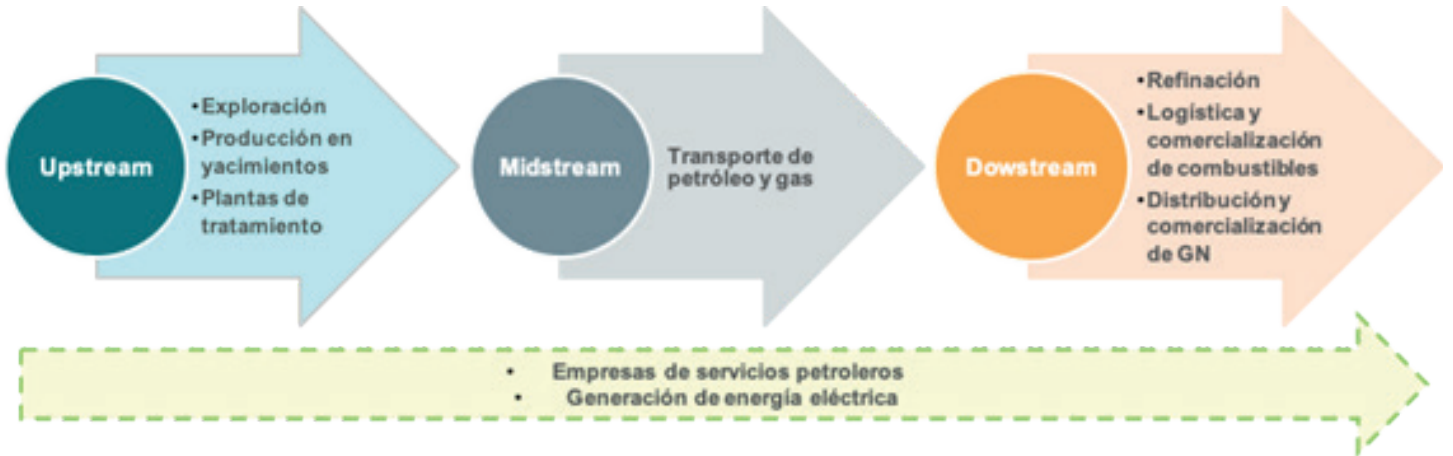 Upstream
•Exploración
•Producción en
yacimientos
•Plantas de
tratamiento
Midstream
Transporte de
petróleo y gas
Dowstream
•Refinación
•Logística y
comercialización
de combustibles
•Distribución y
comercialización
de GN
• Empresas de servicios petroleros
• Generación de energía eléctrica